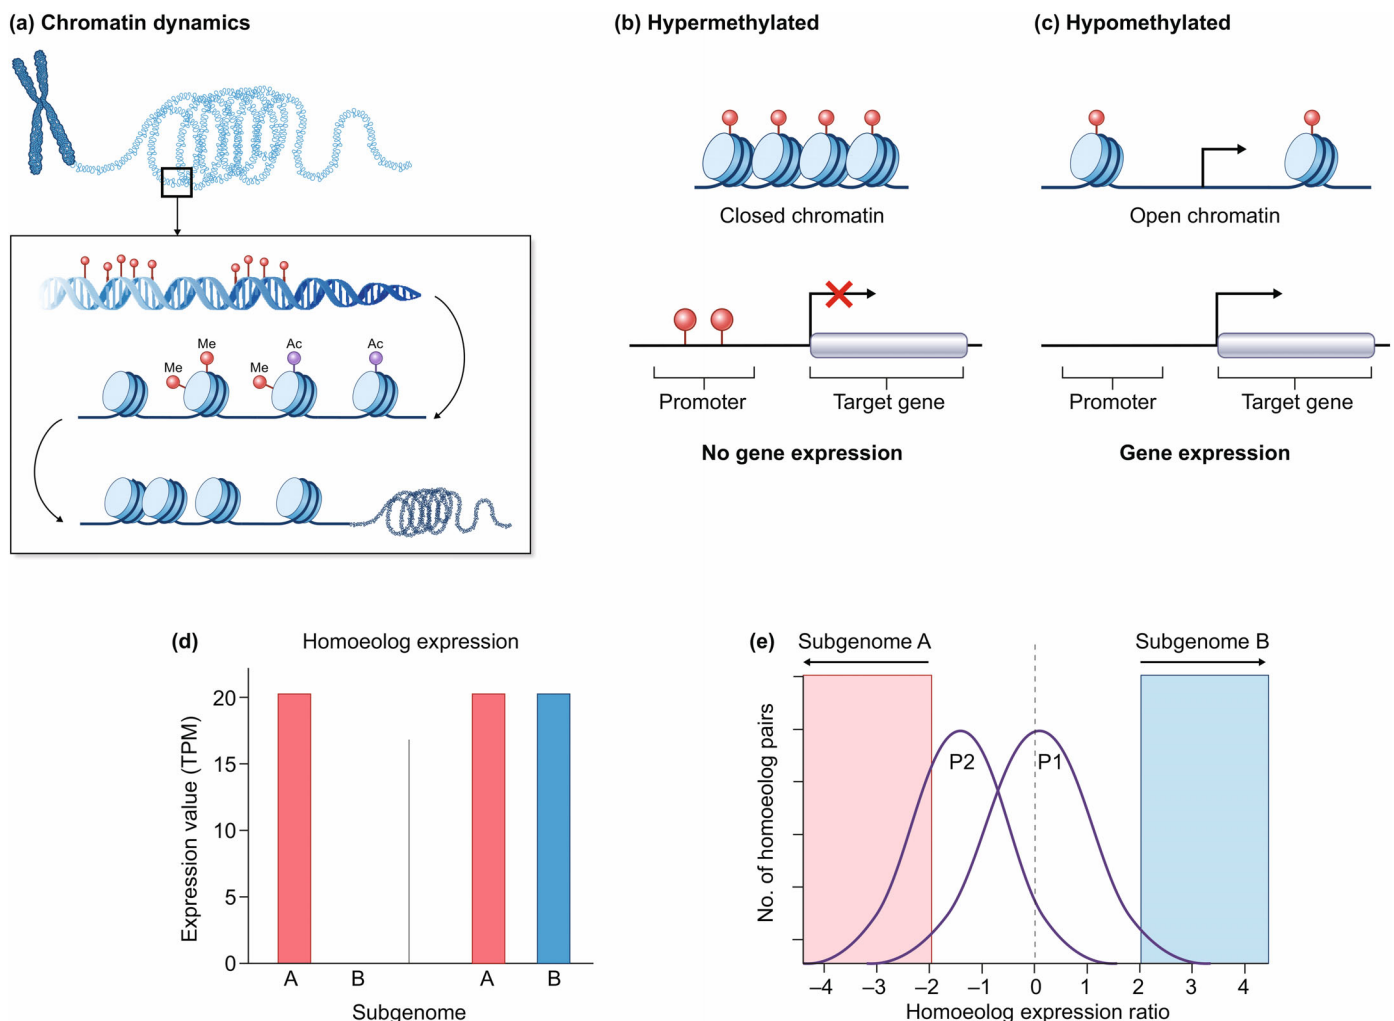 (a) Chromatin dynamics
Me
Me
Me
Ac
Ac
(b) Hypermethylated
Closed chromatin
Promoter
Target gene
No gene expression
(c) Hypomethylated
Open chromatin
Promoter
Target gene
Gene expression
(d)
Homoeolog expression
Expression value (TPM)
20
15
10
5
0
A
B
A
B
Subgenome
(e)
Subgenome A
Subgenome B
No. of homoeolog pairs
P2
P1
–4 –3 –2 –1 0 1 2 3 4
Homoeolog expression ratio